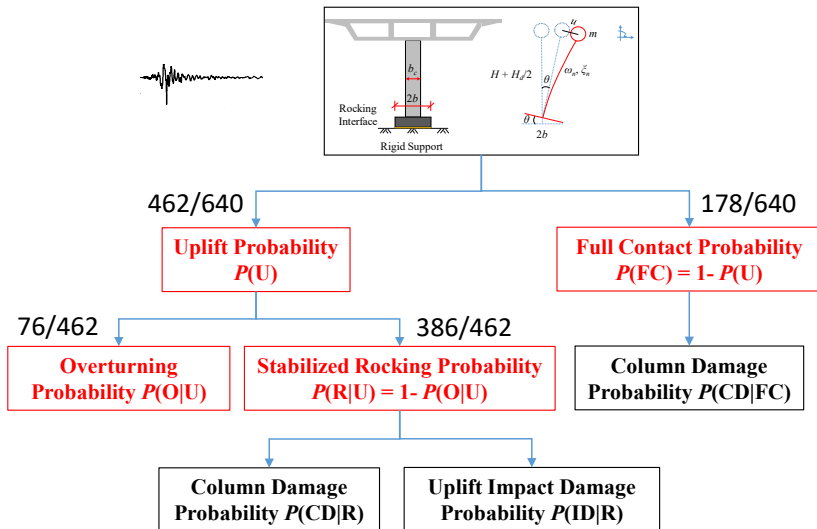 u
m
b_c
H + H_d/2
θ
ω_n, ξ_n
2b
Rocking
Interface
θ
2b
Rigid Support
462/640
178/640
Uplift Probability
P(U)
Full Contact Probability
P(FC) = 1- P(U)
76/462
386/462
Overturning
Probability P(O|U)
Stabilized Rocking Probability
P(R|U) = 1- P(O|U)
Column Damage
Probability P(CD|FC)
Column Damage
Probability P(CD|R)
Uplift Impact Damage
Probability P(ID|R)